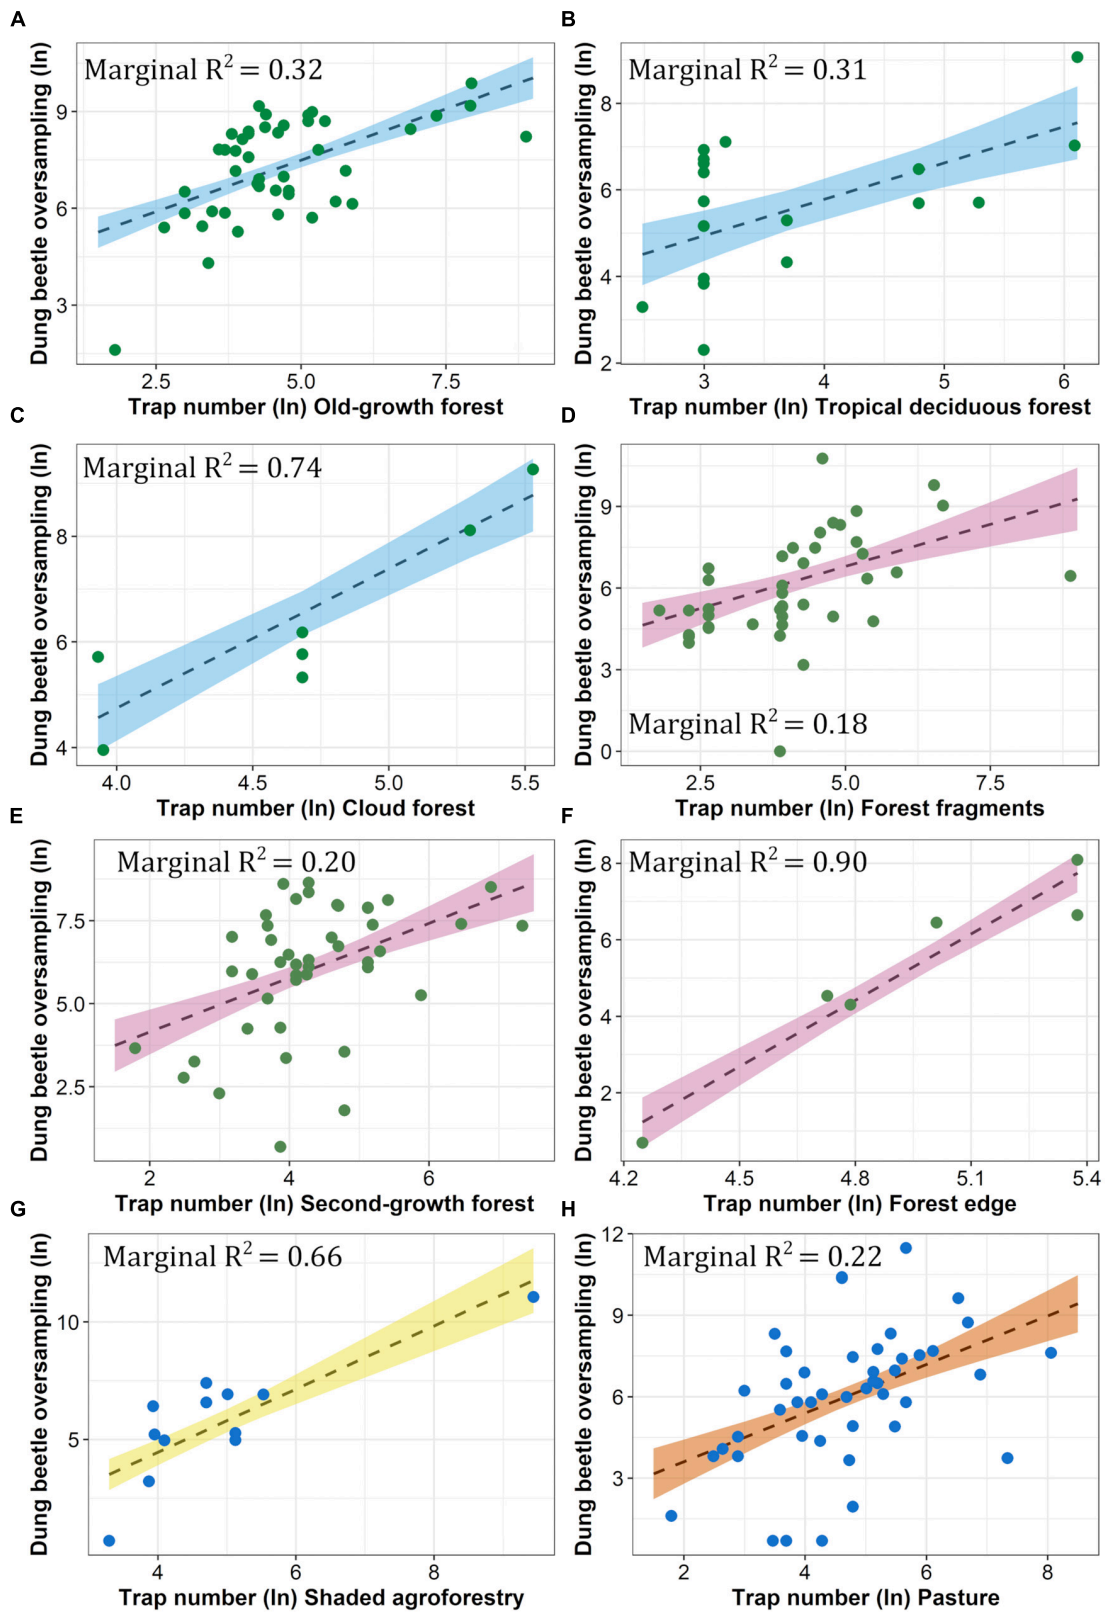 A
Marginal R² = 0.32
Dung beetle oversampling (ln)
9
6
3
2.5 5.0 7.5
Trap number (ln) Old-growth forest
B
Marginal R² = 0.31
Dung beetle oversampling (ln)
8
6
4
2
3 4 5 6
Trap number (ln) Tropical deciduous forest
C
Marginal R² = 0.74
Dung beetle oversampling (ln)
8
6
4
4.0 4.5 5.0 5.5
Trap number (ln) Cloud forest
D
Dung beetle oversampling (ln)
9
6
3
0
Marginal R² = 0.18
2.5 5.0 7.5
Trap number (ln) Forest fragments
E
Marginal R² = 0.20
Dung beetle oversampling (ln)
7.5
5.0
2.5
2 4 6
Trap number (ln) Second-growth forest
F
Marginal R² = 0.90
Dung beetle oversampling (ln)
8
6
4
2
4.2 4.5 4.8 5.1 5.4
Trap number (ln) Forest edge
G
Marginal R² = 0.66
Dung beetle oversampling (ln)
10
5
4 6 8
Trap number (ln) Shaded agroforestry
H
Marginal R² = 0.22
Dung beetle oversampling (ln)
12
9
6
3
2 4 6 8
Trap number (ln) Pasture